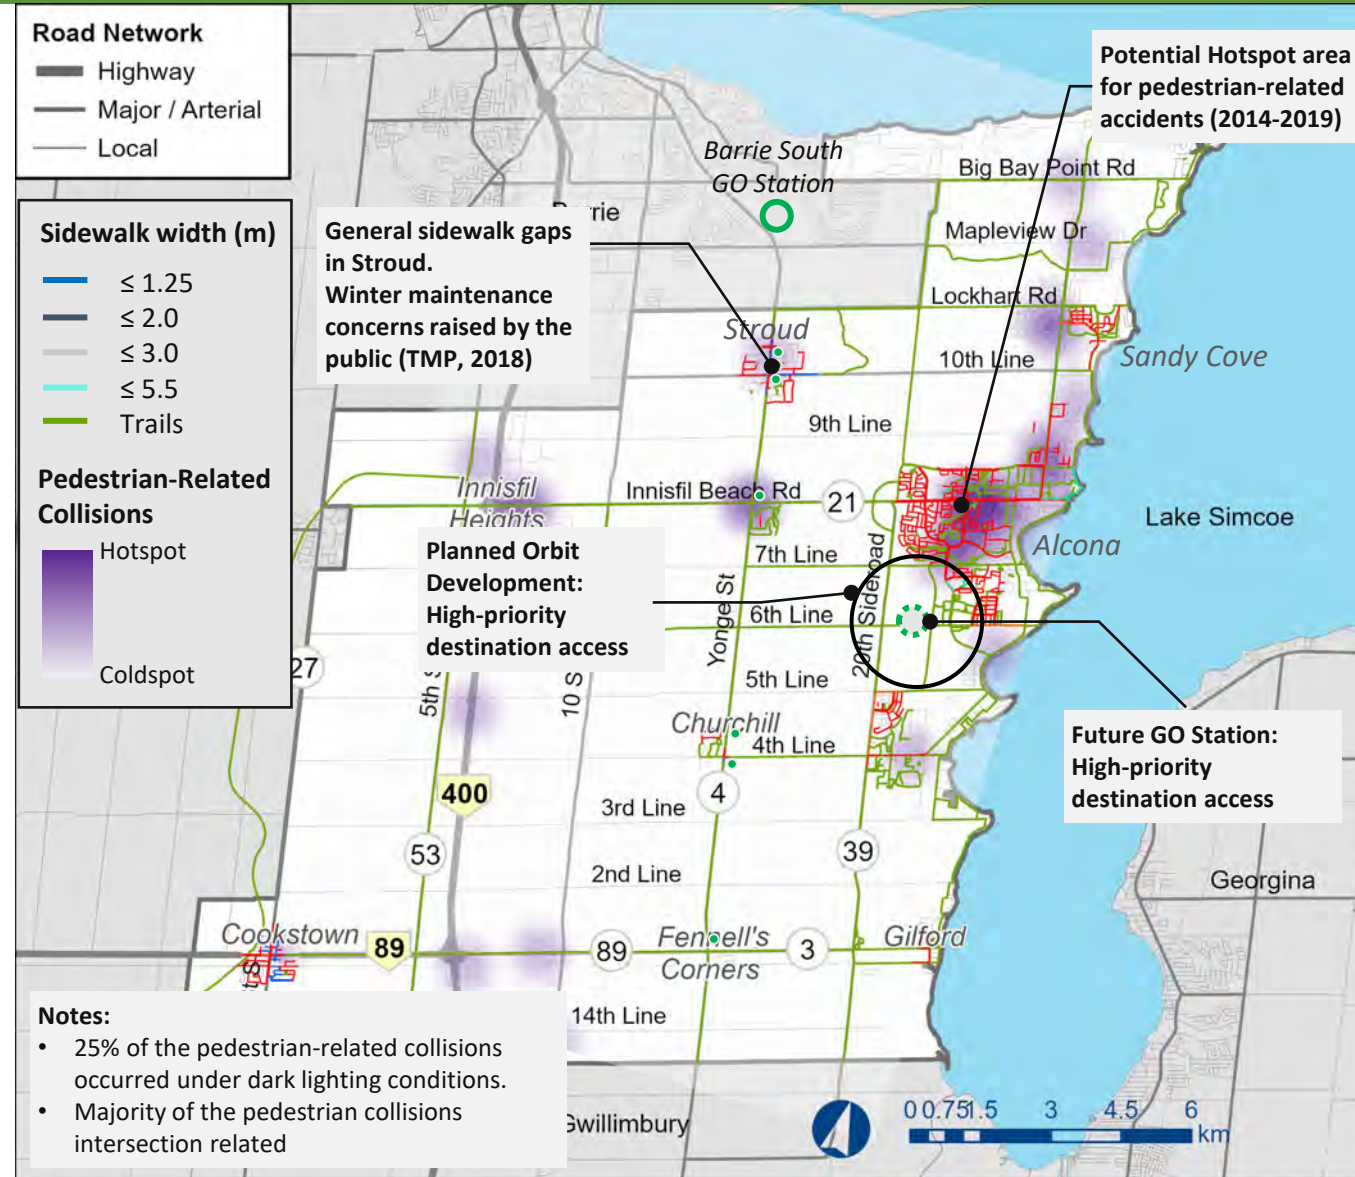 Road Network
Highway
Major / Arterial
Local
Sidewalk width (m)
≤ 1.25
≤ 2.0
≤ 3.0
≤ 5.5
Trails
Pedestrian-Related
Collisions
Hotspot
Coldspot
Potential Hotspot area
for pedestrian-related
accidents (2014-2019)
Barrie South
GO Station
Big Bay Point Rd
Mapleview Dr
Lockhart Rd
General sidewalk gaps
in Stroud.
Winter maintenance
concerns raised by the
public (TMP, 2018)
Stroud
10th Line
Sandy Cove
9th Line
Innisfil
Heights
Innisfil Beach Rd
21
Lake Simcoe
Alcona
7th Line
Planned Orbit
Development:
High-priority
destination access
Yonge St
20th Sideroad
6th Line
5th Line
27
Churchill
4th Line
Future GO Station:
High-priority
destination access
400
4
3rd Line
53
39
2nd Line
Georgina
Cookstown
89
89
Fennell's
Corners
3
Gilford
14th Line
Notes:
• 25% of the pedestrian-related collisions
occurred under dark lighting conditions.
• Majority of the pedestrian collisions
intersection related
Gwillimbury
0 0.75 1.5 3 4.5 6
km